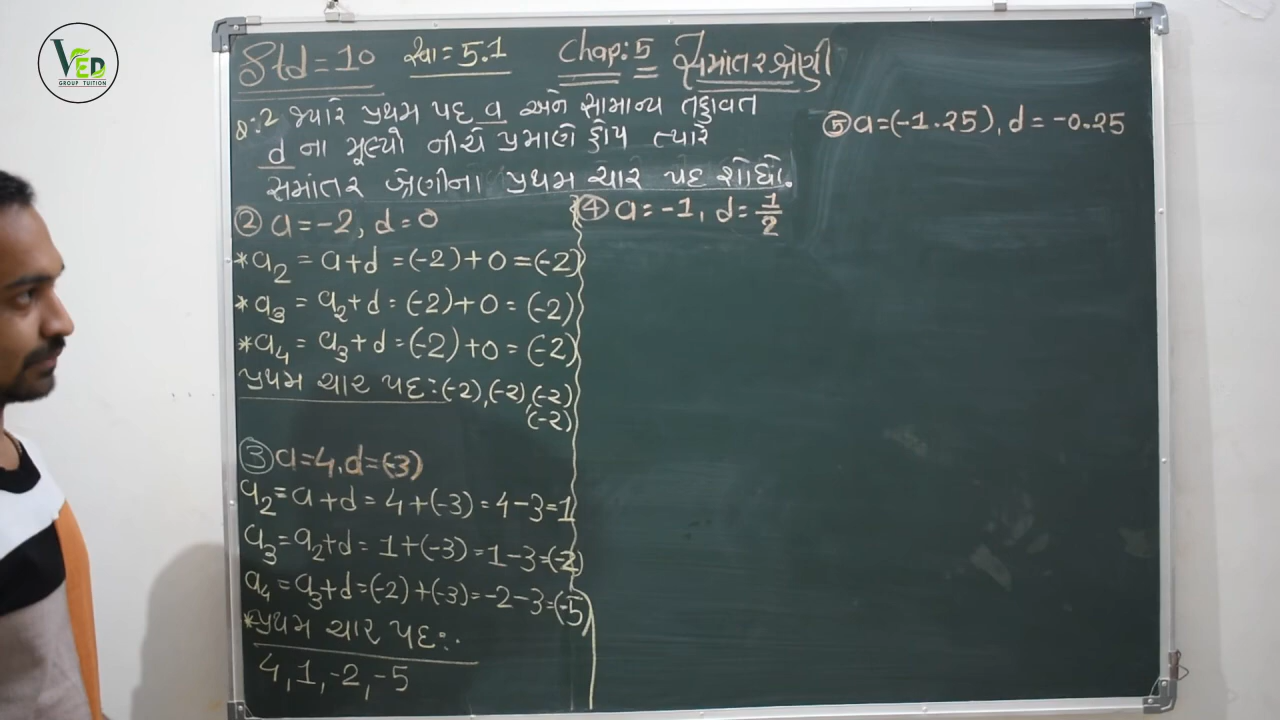 VED
GROUP TUITION
Std = 10 સ્વા = 5.1 Chap: 5 સમાંતર શ્રેણી
પ્ર:2 જ્યારે પ્રથમ પદ a અને સામાન્ય તફાવત
d ના મૂલ્યો નીચે પ્રમાણે હોય ત્યારે
સમાંતર શ્રેણીના પ્રથમ ચાર પદ શોધો.
② a = -2, d = 0
* a₂ = a + d = (-2) + 0 = (-2)
* a₃ = a₂ + d = (-2) + 0 = (-2)
* a₄ = a₃ + d = (-2) + 0 = (-2)
પ્રથમ ચાર પદ : (-2), (-2), (-2)
(-2)
③ a = 4, d = (-3)
a₂ = a + d = 4 + (-3) = 4 - 3 = 1
a₃ = a₂ + d = 1 + (-3) = 1 - 3 = (-2)
a₄ = a₃ + d = (-2) + (-3) = -2 - 3 = (-5)
* પ્રથમ ચાર પદ :.
4, 1, -2, -5
④ a = -1, d = 1/2
⑤ a = (-1.25), d = -0.25